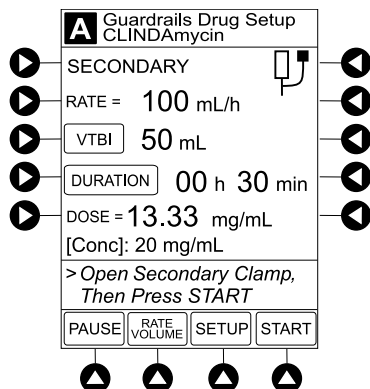 A Guardrails Drug Setup
CLINDAmycin
SECONDARY
RATE = 100 mL/h
VTBI 50 mL
DURATION 00 h 30 min
DOSE = 13.33 mg/mL
[Conc]: 20 mg/mL
> Open Secondary Clamp,
Then Press START
PAUSE RATE VOLUME SETUP START